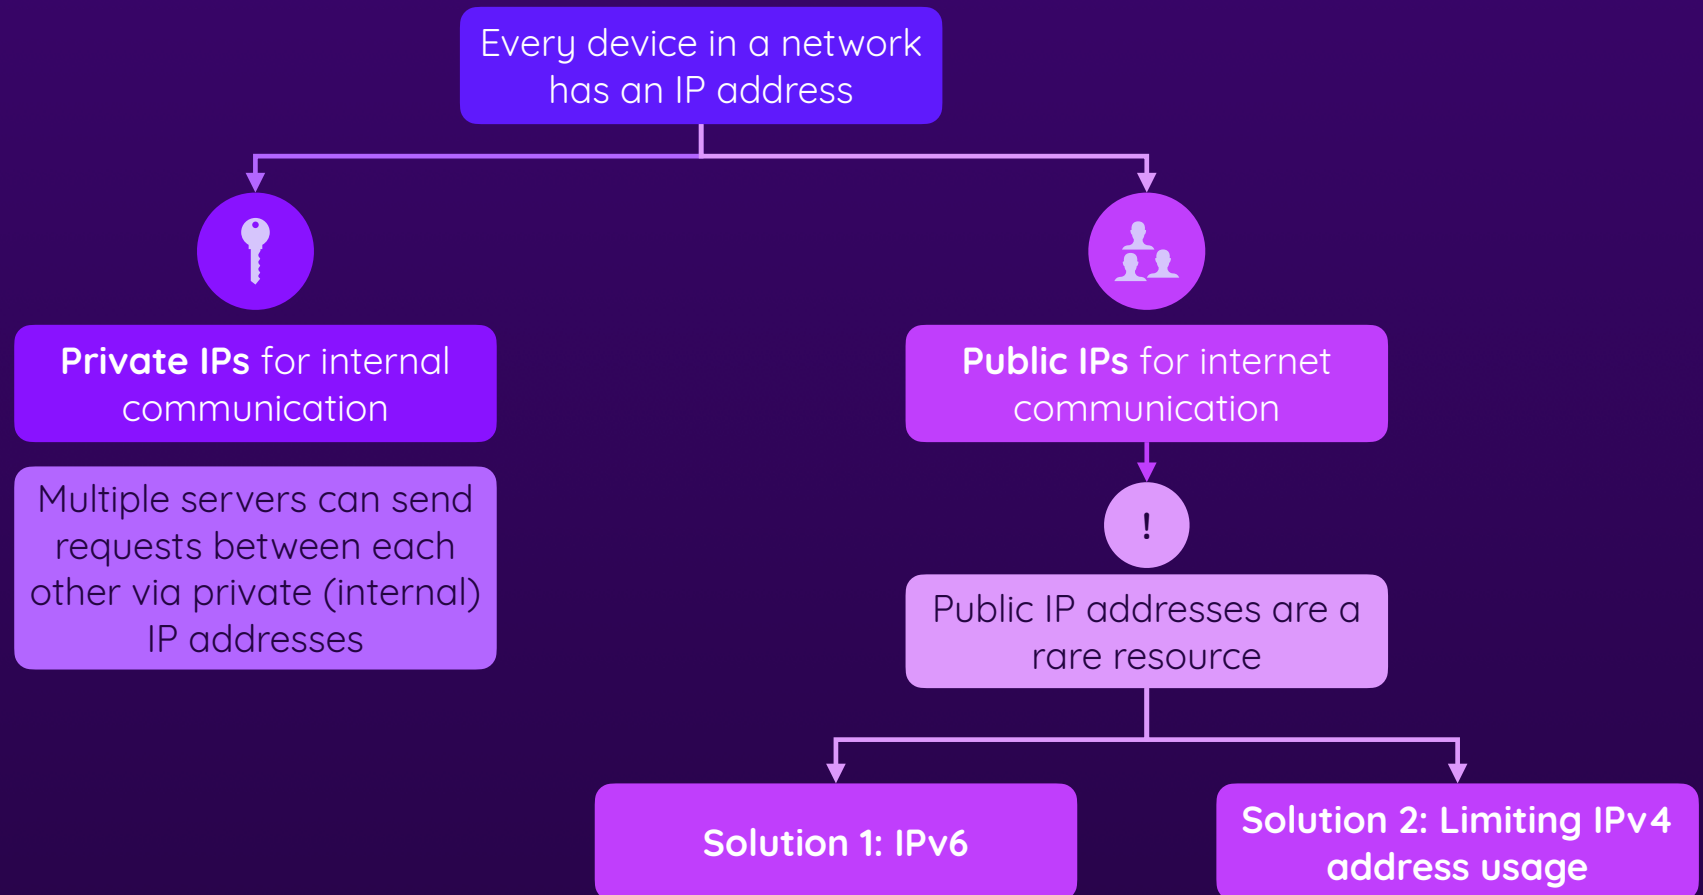 Every device in a network
has an IP address
Private IPs for internal
communication
Multiple servers can send
requests between each
other via private (internal)
IP addresses
Public IPs for internet
communication
!
Public IP addresses are a
rare resource
Solution 1: IPv6
Solution 2: Limiting IPv4
address usage